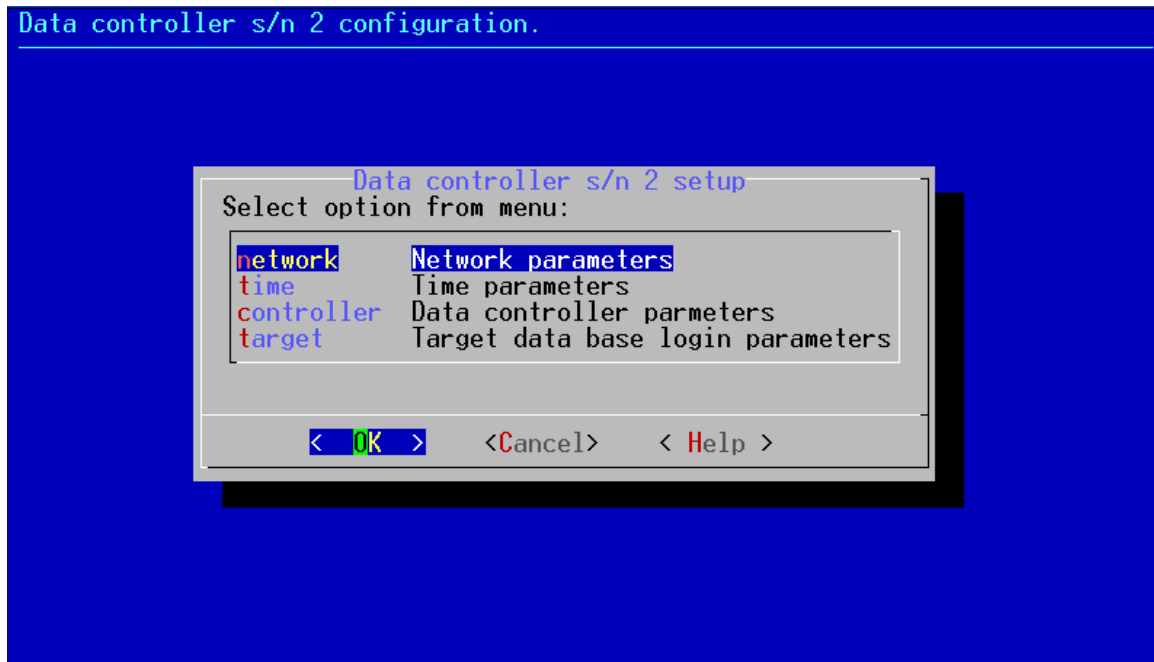 Data controller s/n 2 configuration.
Data controller s/n 2 setup
Select option from menu:
network Network parameters
time Time parameters
controller Data controller parmeters
target Target data base login parameters
< OK > <Cancel> < Help >